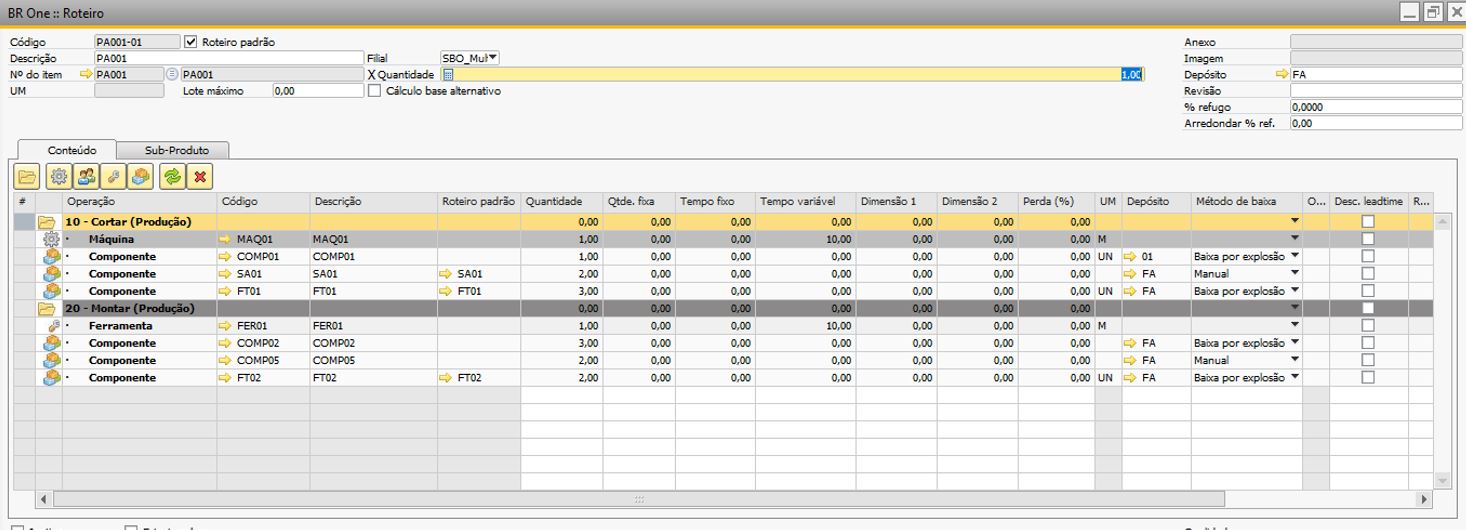 BR One :: Roteiro
Código PA001-01 Roteiro padrão Anexo
Descrição PA001 Filial SBO_Mul Imagem
Nº do item PA001 PA001 X Quantidade 1,00 Depósito FA
UM Lote máximo 0,00 Cálculo base alternativo Revisão
% refugo 0,0000
Arredondar % ref. 0,00
Conteúdo Sub-Produto
# Operação Código Descrição Roteiro padrão Quantidade Qtde. fixa Tempo fixo Tempo variável Dimensão 1 Dimensão 2 Perda (%) UM Depósito Método de baixa O... Desc. leadtime R...
10 - Cortar (Produção) 0,00 0,00 0,00 0,00 0,00 0,00 0,00
Máquina MAQ01 MAQ01 1,00 0,00 0,00 10,00 0,00 0,00 0,00 M
Componente COMP01 COMP01 1,00 0,00 0,00 0,00 0,00 0,00 0,00 UN 01 Baixa por explosão
Componente SA01 SA01 SA01 2,00 0,00 0,00 0,00 0,00 0,00 0,00 FA Manual
Componente FT01 FT01 FT01 3,00 0,00 0,00 0,00 0,00 0,00 0,00 UN FA Baixa por explosão
20 - Montar (Produção) 0,00 0,00 0,00 0,00 0,00 0,00 0,00
Ferramenta FER01 FER01 1,00 0,00 0,00 10,00 0,00 0,00 0,00 M
Componente COMP02 COMP02 3,00 0,00 0,00 0,00 0,00 0,00 0,00 FA Baixa por explosão
Componente COMP05 COMP05 2,00 0,00 0,00 0,00 0,00 0,00 0,00 FA Manual
Componente FT02 FT02 FT02 2,00 0,00 0,00 0,00 0,00 0,00 0,00 UN FA Baixa por explosão